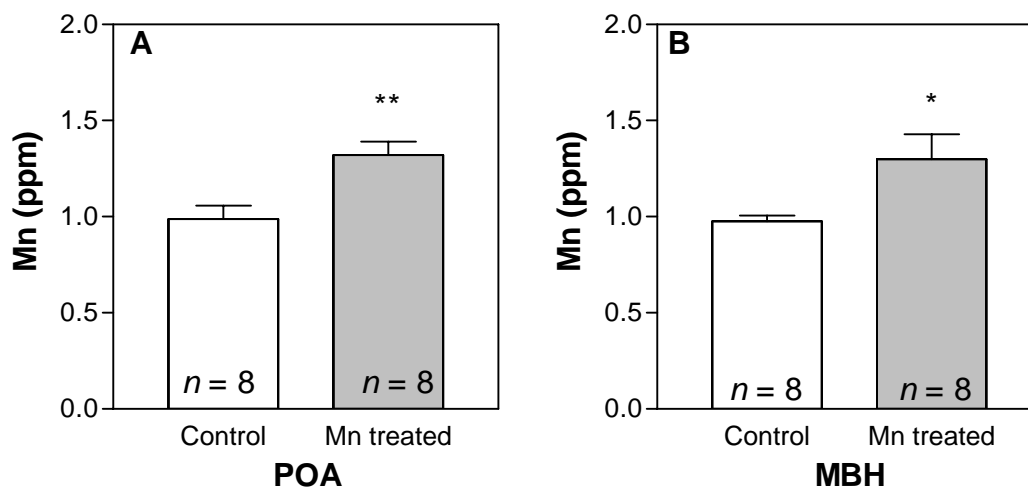 A
Mn (ppm)
2.0
1.5
1.0
0.5
0.0
**
n = 8
n = 8
Control
Mn treated
POA
B
Mn (ppm)
2.0
1.5
1.0
0.5
0.0
*
n = 8
n = 8
Control
Mn treated
MBH